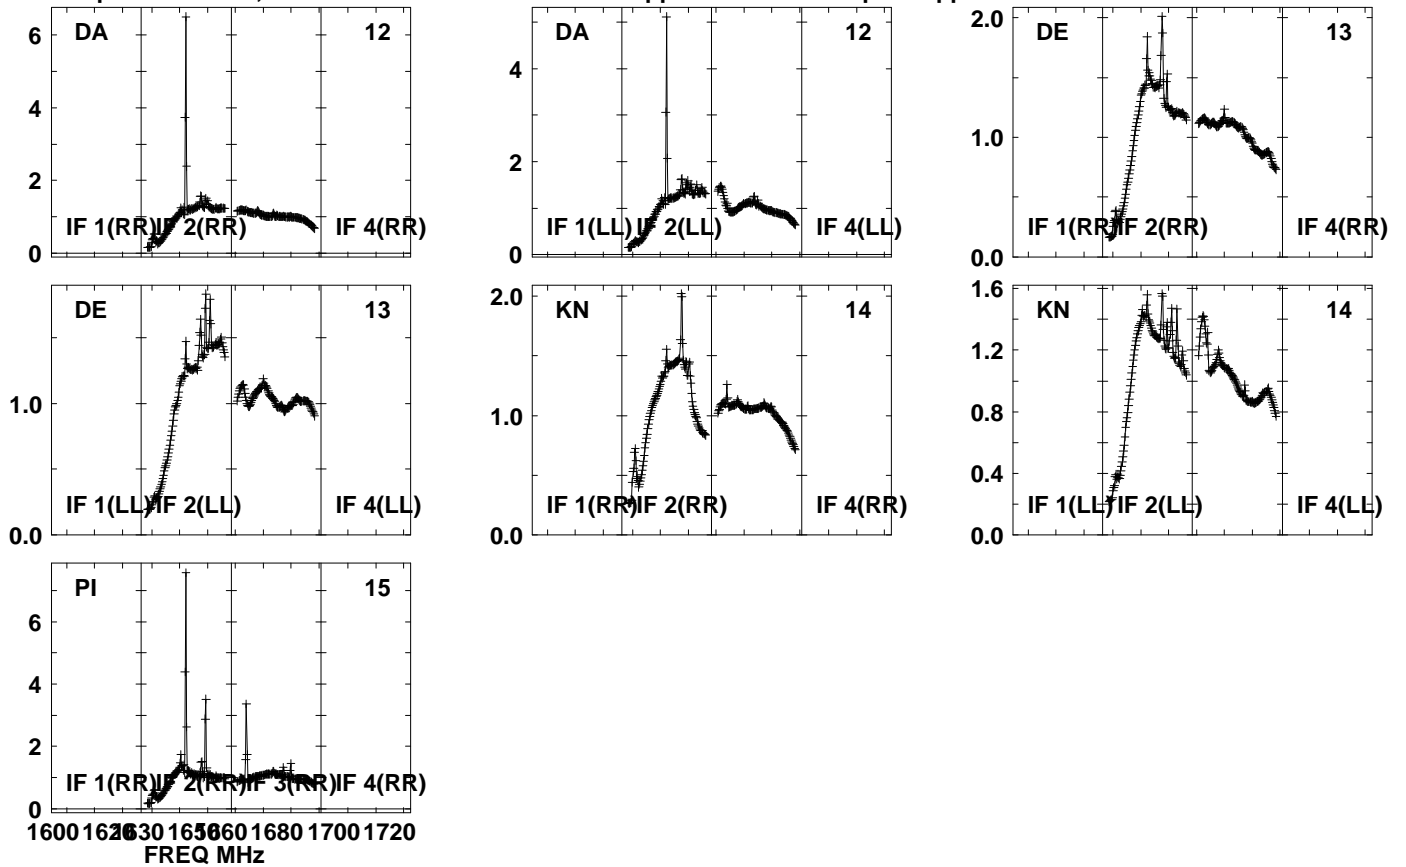 DA 12
6
4
2
0
IF 1(RR) IF 2(RR) IF 4(RR)
DA 12
4
2
0
IF 1(LL) IF 2(LL) IF 4(LL)
DE 13
2.0
1.0
0.0
IF 1(RR) IF 2(RR) IF 4(RR)
DE 13
1.0
0.0
IF 1(LL) IF 2(LL) IF 4(LL)
KN 14
2.0
1.0
0.0
IF 1(RR) IF 2(RR) IF 4(RR)
KN 14
1.6
1.2
0.8
0.4
0.0
IF 1(LL) IF 2(LL) IF 4(LL)
PI 15
6
4
2
0
IF 1(RR) IF 2(RR) IF 3(RR) IF 4(RR)
1600 1620 1630 1650 1660 1680 1700 1720
FREQ MHz